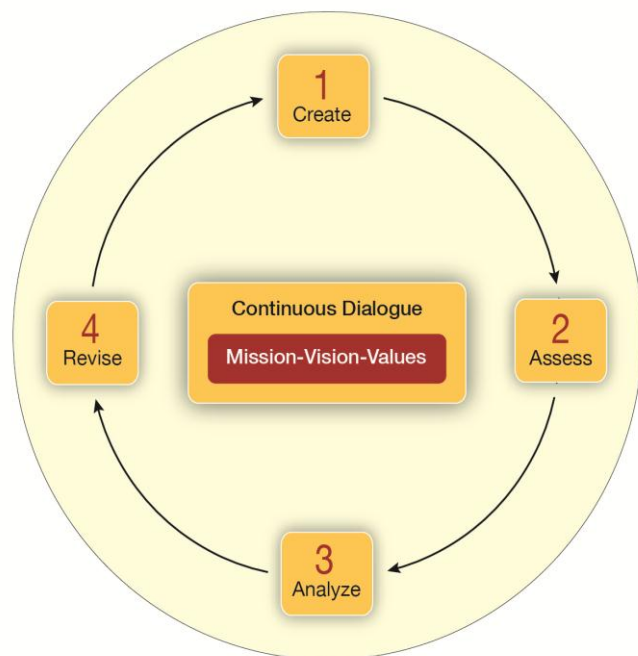 1
Create
Continuous Dialogue
Mission-Vision-Values
4
Revise
2
Assess
3
Analyze